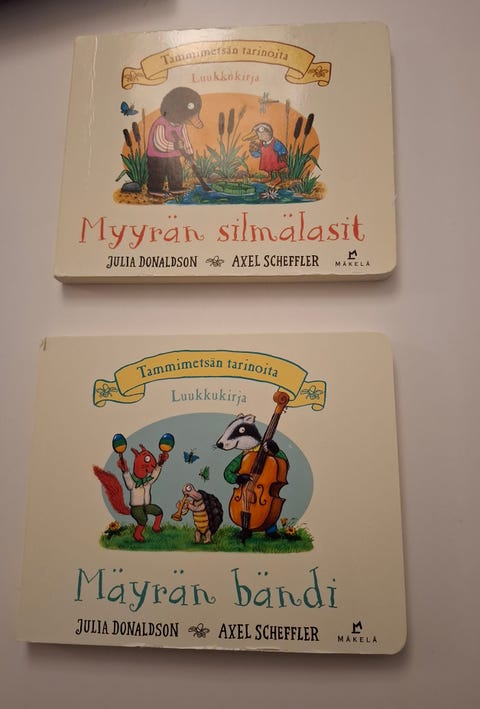 Tammimetsän tarinoita
Luukkukirja
Myyrän silmälasit
JULIA DONALDSON AXEL SCHEFFLER MÄKELÄ
Tammimetsän tarinoita
Luukkukirja
Mäyrän bändi
JULIA DONALDSON AXEL SCHEFFLER MÄKELÄ